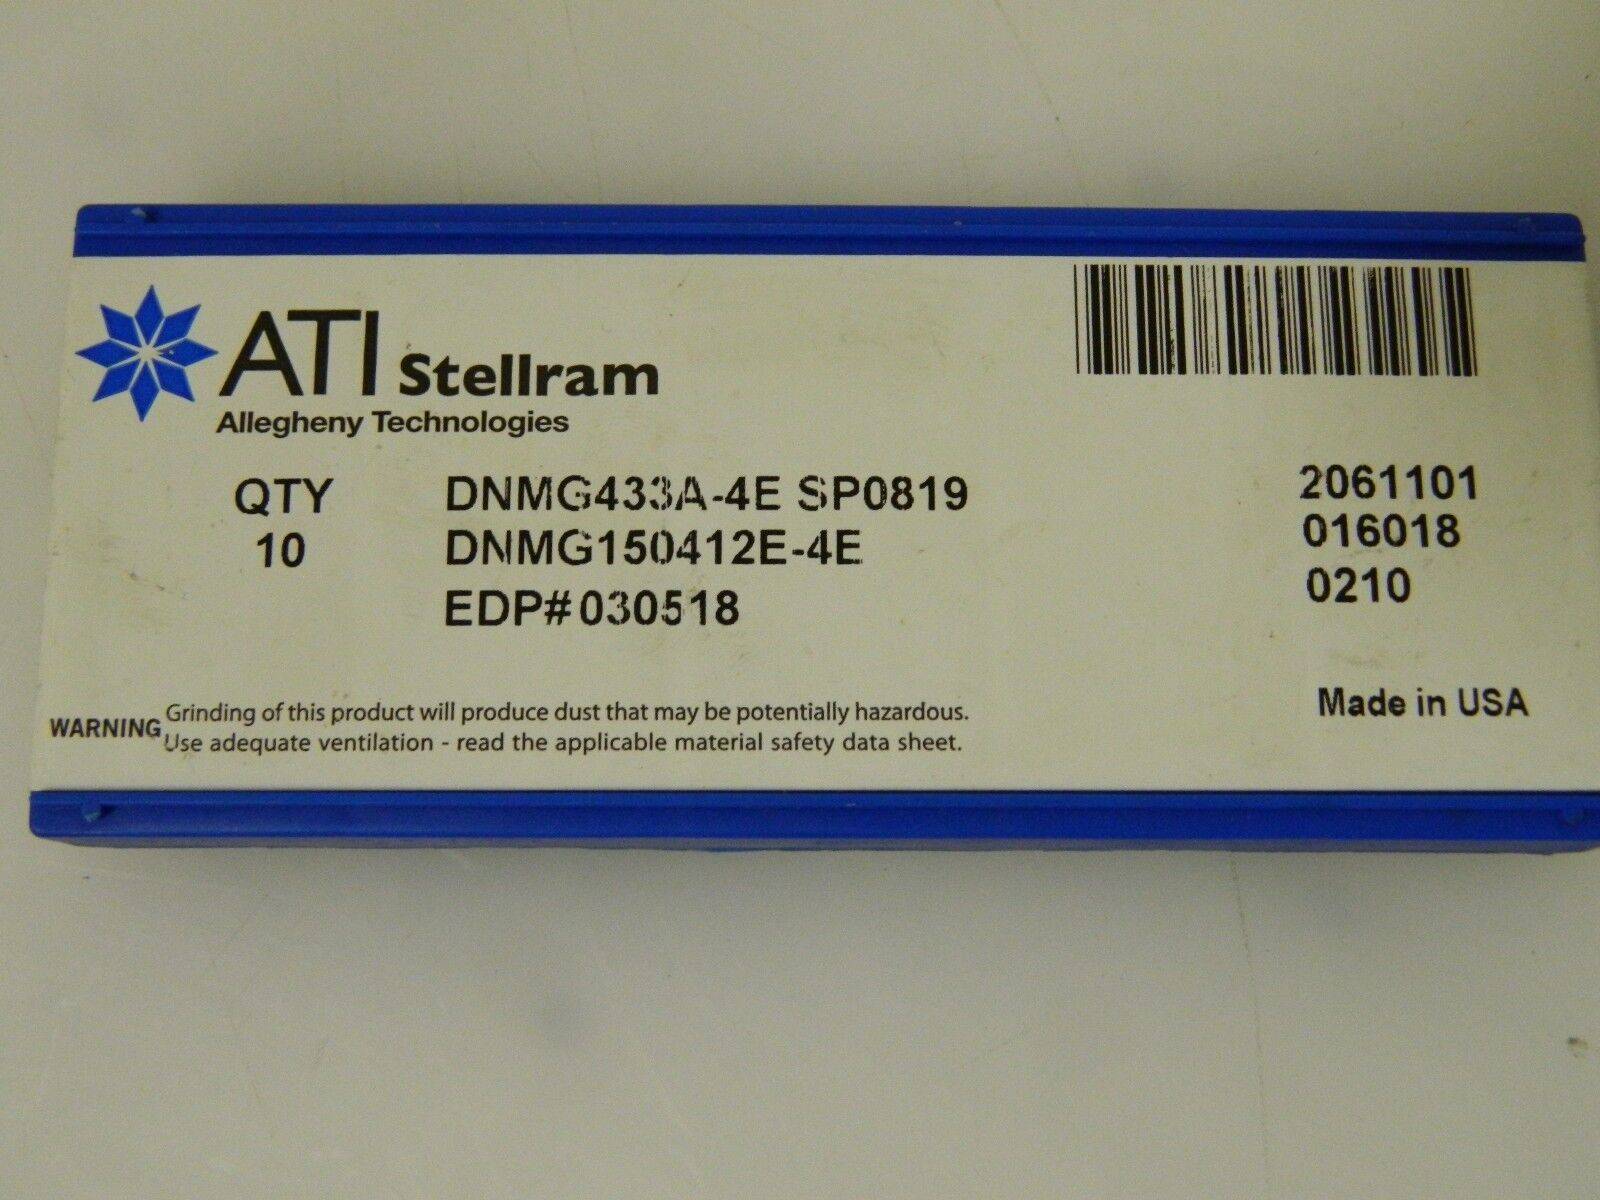 ATI Stellram
Allegheny Technologies
QTY DNMG433A-4E SP0819 2061101
10 DNMG150412E-4E 016018
EDP#030518 0210
Made in USA
WARNING Grinding of this product will produce dust that may be potentially hazardous.
Use adequate ventilation - read the applicable material safety data sheet.